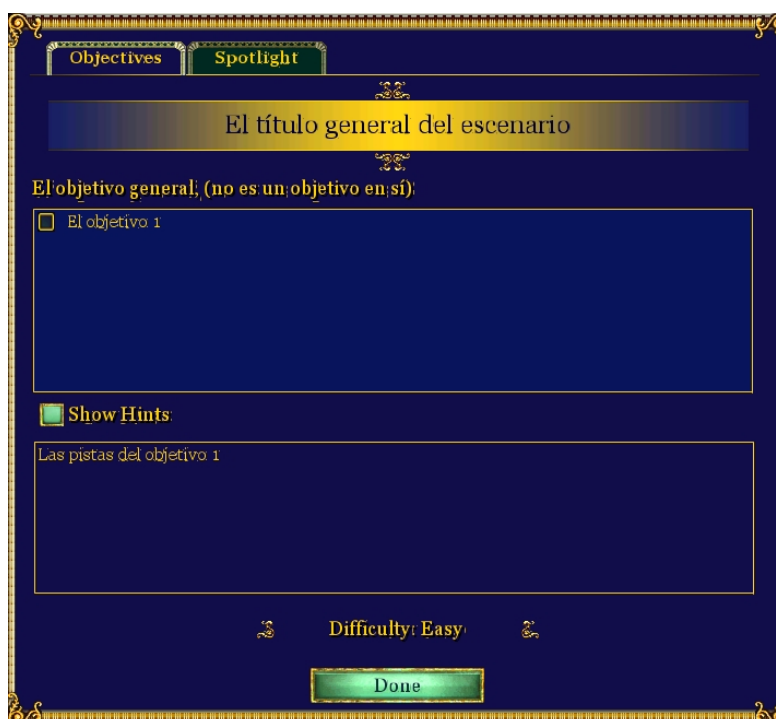 Objectives
Spotlight
El título general del escenario
El objetivo general, (no es un objetivo en sí)
El objetivo 1
Show Hints
Las pistas del objetivo 1
Difficulty: Easy
Done